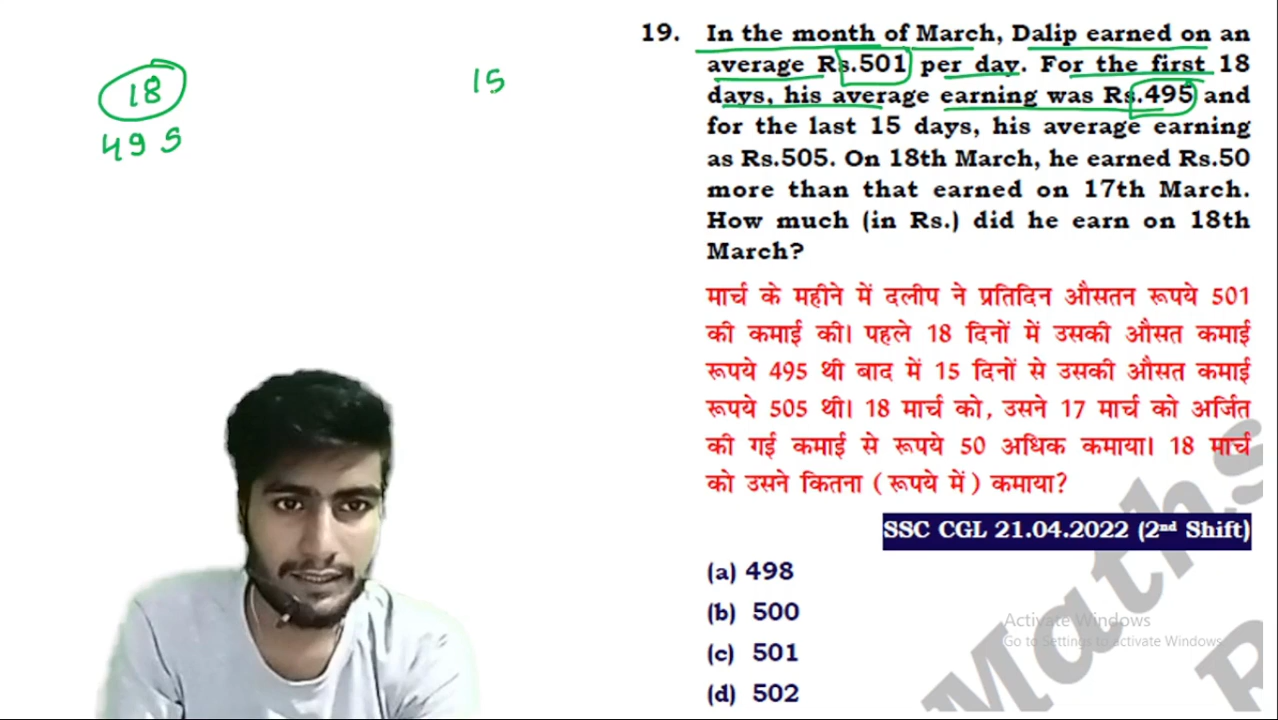 18
495
15
19. In the month of March, Dalip earned on an
average Rs.501 per day. For the first 18
days, his average earning was Rs.495 and
for the last 15 days, his average earning
as Rs.505. On 18th March, he earned Rs.50
more than that earned on 17th March.
How much (in Rs.) did he earn on 18th
March?
मार्च के महीने में दलीप ने प्रतिदिन औसतन रूपये 501
की कमाई की। पहले 18 दिनों में उसकी औसत कमाई
रूपये 495 थी बाद में 15 दिनों से उसकी औसत कमाई
रूपये 505 थी। 18 मार्च को, उसने 17 मार्च को अर्जित
की गई कमाई से रूपये 50 अधिक कमाया। 18 मार्च
को उसने कितना (रूपये में) कमाया?
SSC CGL 21.04.2022 (2nd Shift)
(a) 498
(b) 500
(c) 501
(d) 502
Activate Windows
Go to Settings to activate Windows.
Maths